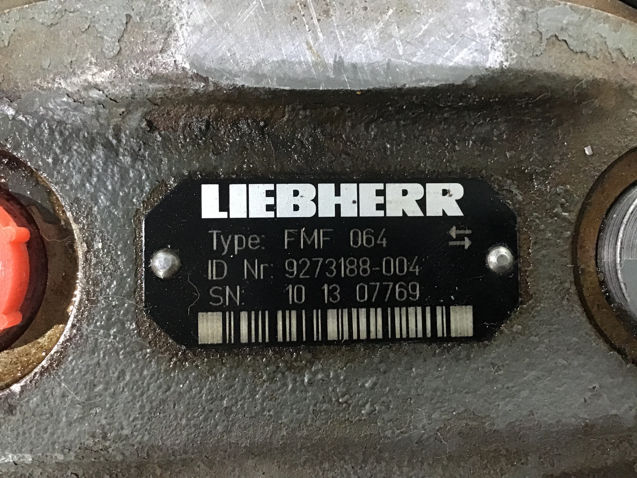 LIEBHERR
Type: FMF 064
ID Nr: 9273188-004
SN: 10 13 07769